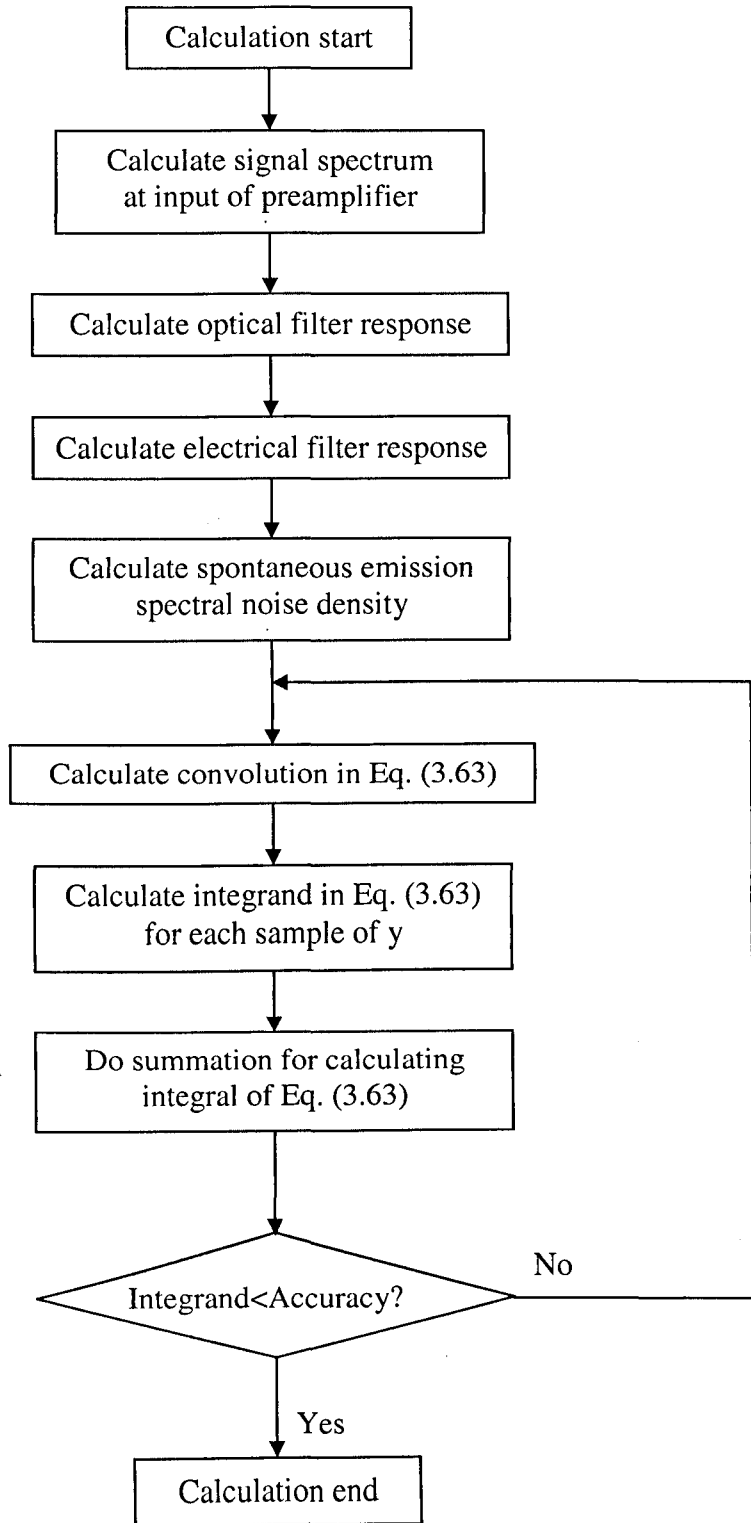 Calculation start
Calculate signal spectrum
at input of preamplifier
Calculate optical filter response
Calculate electrical filter response
Calculate spontaneous emission
spectral noise density
Calculate convolution in Eq. (3.63)
Calculate integrand in Eq. (3.63)
for each sample of y
Do summation for calculating
integral of Eq. (3.63)
Integrand<Accuracy?
No
Yes
Calculation end